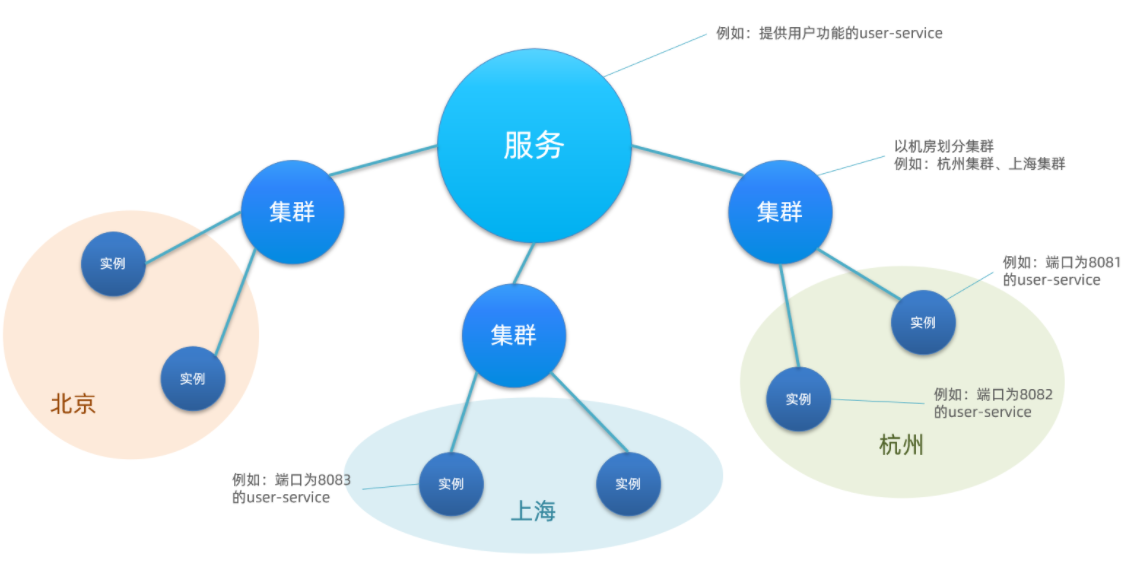 例如：提供用户功能的user-service
服务
以机房划分集群
例如：杭州集群、上海集群
集群
集群
实例
例如：端口为8081
的user-service
实例
集群
实例
实例
例如：端口为8082
的user-service
北京
杭州
例如：端口为8083
的user-service
实例
实例
上海